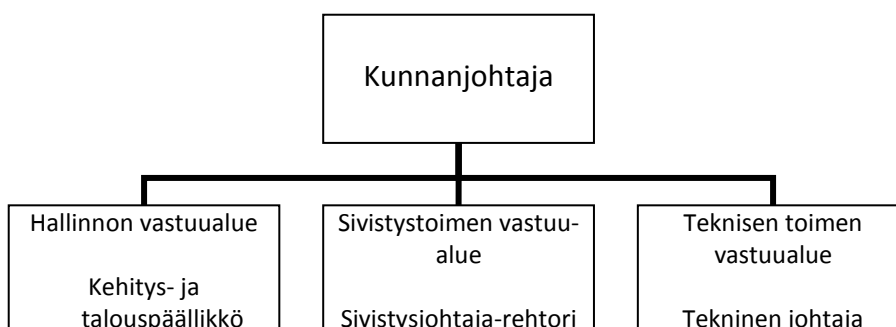 Kunnanjohtaja
Hallinnon vastuualue
Kehitys- ja
talouspäällikkö
Sivistystoimen vastuu-
alue
Sivistysjohtaja-rehtori
Teknisen toimen
vastuualue
Tekninen johtaja